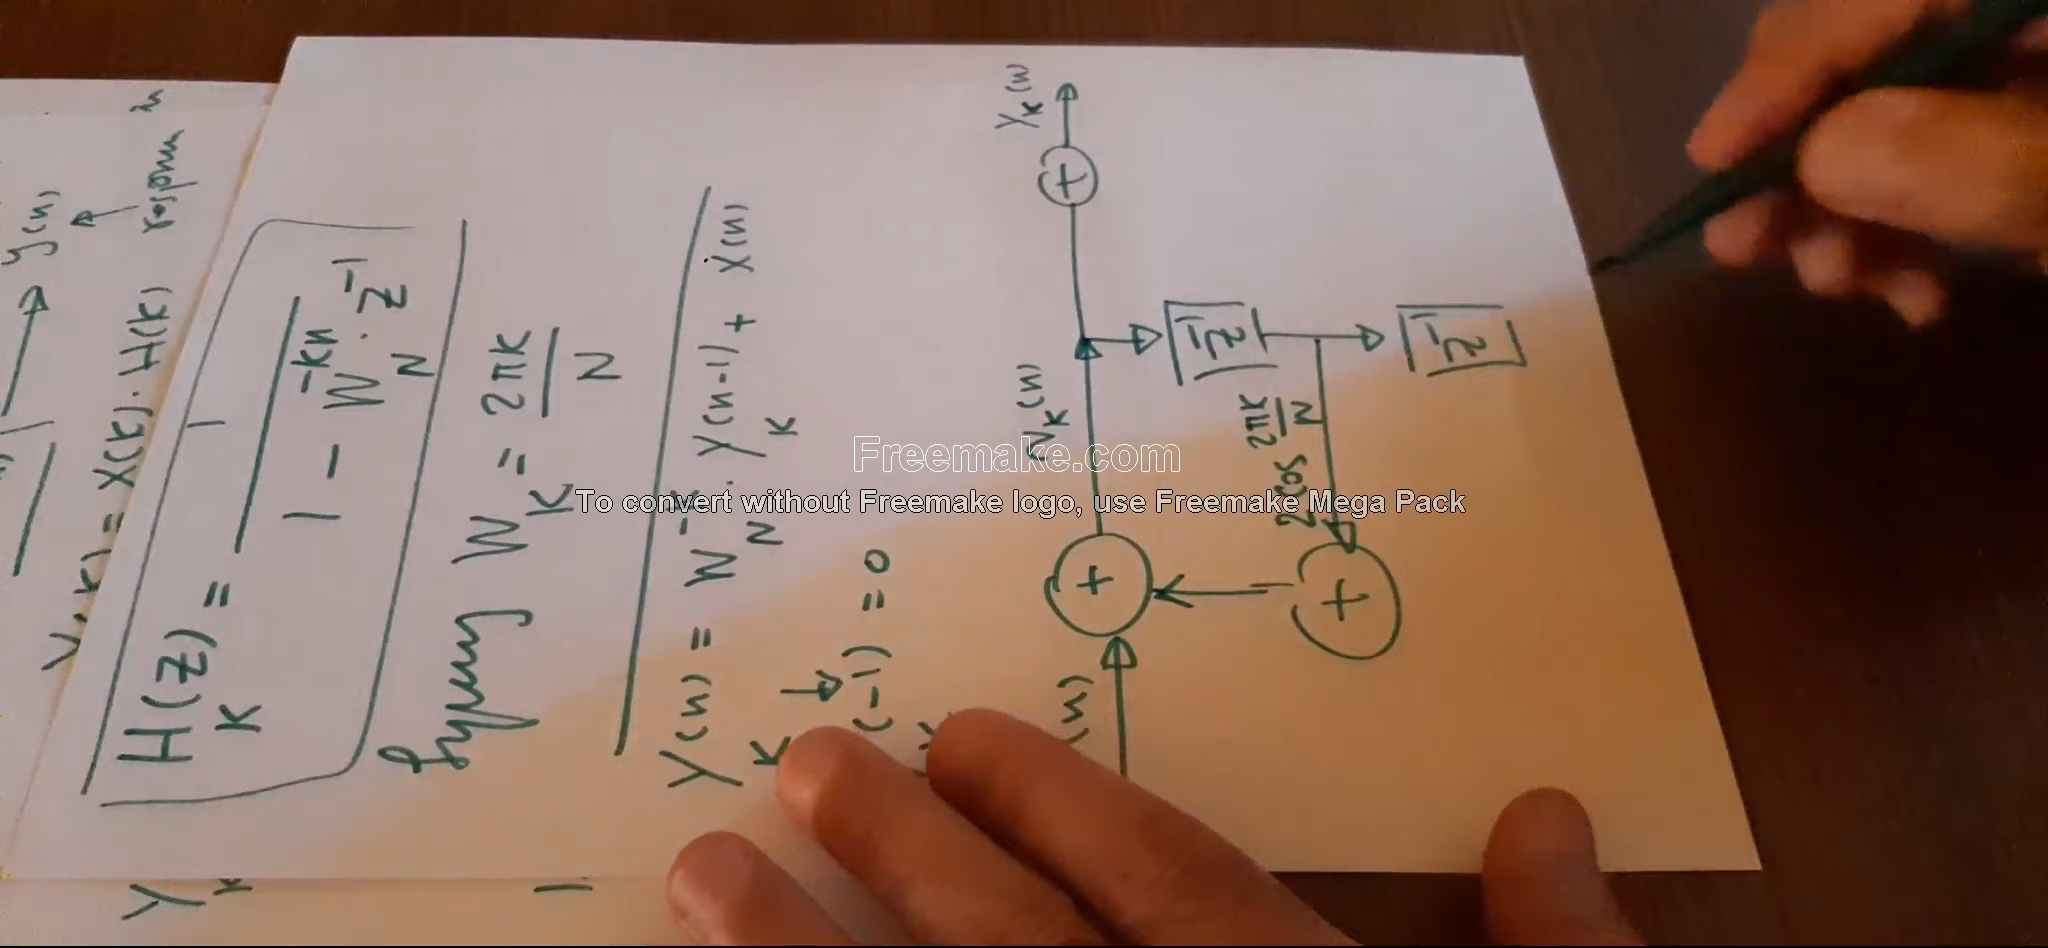 y(n)
X(k) · H(k)
H_K(z) = 1
1 - W_N^{-kn} · z^{-1}
W_K = 2πK
N
Y_K(n) = W_N^{-K} · Y_K(n-1) + X(n)
(-1) = 0
(n)
+
V_K(n)
+
Y_K(n)
z^{-1}
2cos 2πK
N
+
z^{-1}
Freemake.com
To convert without Freemake logo, use Freemake Mega Pack